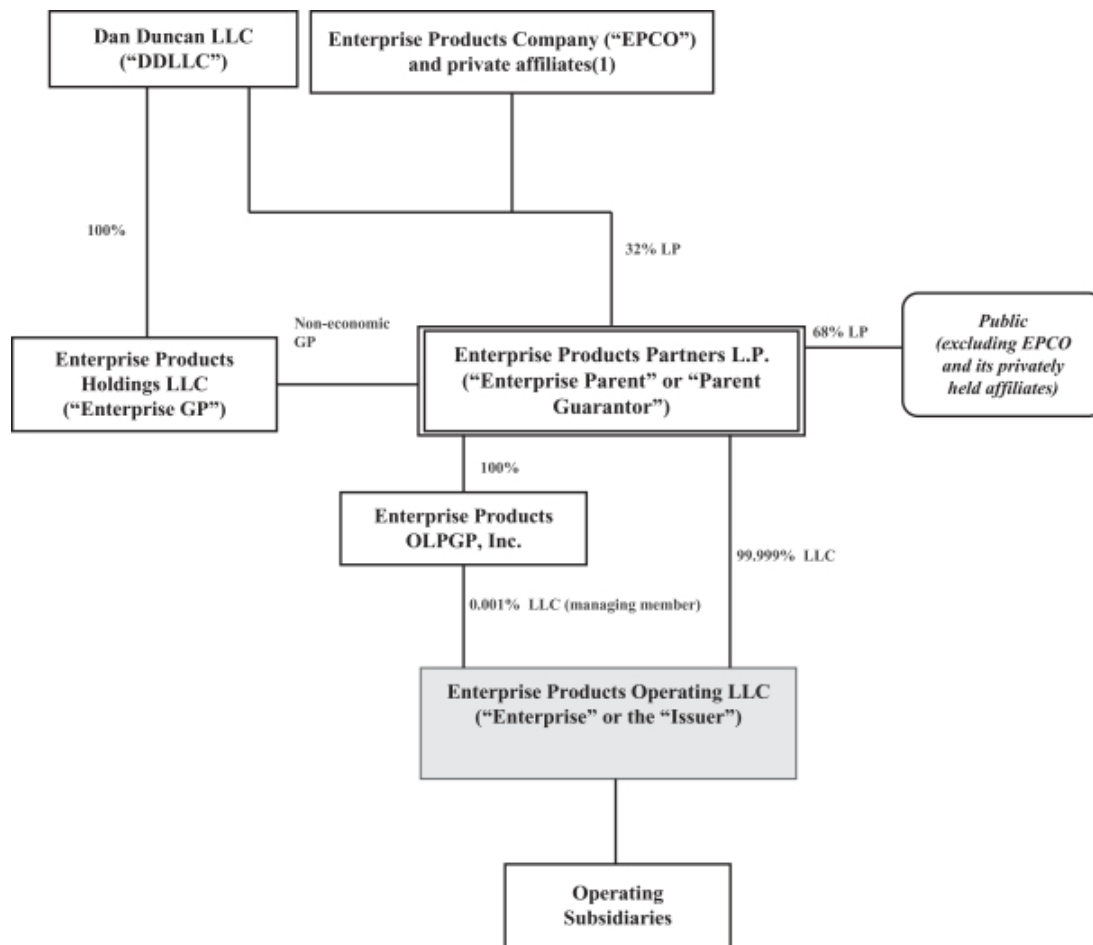 Dan Duncan LLC
(“DDLLC”)
Enterprise Products Company (“EPCO”)
and private affiliates(1)
100%
32% LP
Non-economic
GP
68% LP
Public
(excluding EPCO
and its privately
held affiliates)
Enterprise Products
Holdings LLC
(“Enterprise GP”)
Enterprise Products Partners L.P.
(“Enterprise Parent” or “Parent
Guarantor”)
100%
Enterprise Products
OLPGP, Inc.
99.999% LLC
0.001% LLC (managing member)
Enterprise Products Operating LLC
(“Enterprise” or the “Issuer”)
Operating
Subsidiaries